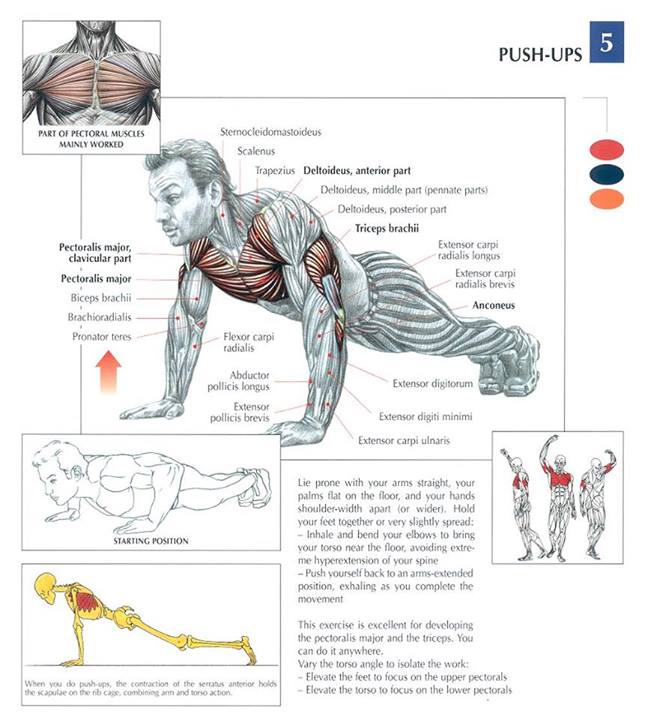 PUSH-UPS 5
PART OF PECTORAL MUSCLES
MAINLY WORKED
Sternocleidomastoideus
Scalenus
Trapezius
Deltoideus, anterior part
Deltoideus, middle part (pennate parts)
Deltoideus, posterior part
Triceps brachii
Extensor carpi
radialis longus
Extensor carpi
radialis brevis
Anconeus
Pectoralis major,
clavicular part
Pectoralis major
Biceps brachii
Brachioradialis
Pronator teres
Flexor carpi
radialis
Abductor
pollicis longus
Extensor
pollicis brevis
Extensor digitorum
Extensor digiti minimi
Extensor carpi ulnaris
STARTING POSITION
Lie prone with your arms straight, your
palms flat on the floor, and your hands
shoulder-width apart (or wider). Hold
your feet together or very slightly spread:
– Inhale and bend your elbows to bring
your torso near the floor, avoiding extre-
me hyperextension of your spine
– Push yourself back to an arms-extended
position, exhaling as you complete the
movement
This exercise is excellent for developing
the pectoralis major and the triceps. You
can do it anywhere.
Vary the torso angle to isolate the work:
– Elevate the feet to focus on the upper pectorals
– Elevate the torso to focus on the lower pectorals
When you do push-ups, the contraction of the serratus anterior holds
the scapulae on the rib cage, combining arm and torso action.